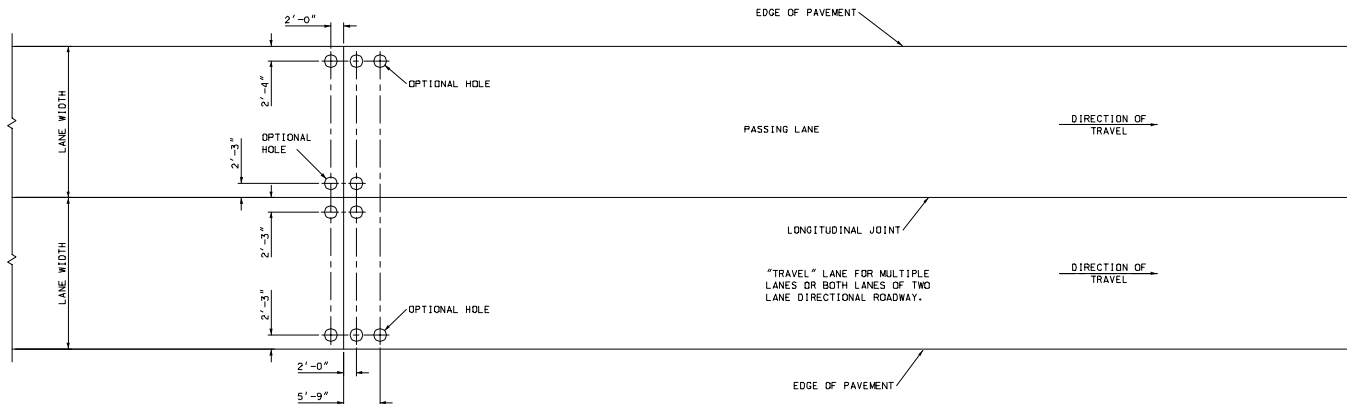 2'-0"
EDGE OF PAVEMENT
LANE WIDTH
2'-4"
OPTIONAL HOLE
OPTIONAL
HOLE
2'-3"
PASSING LANE
DIRECTION OF
TRAVEL
LONGITUDINAL JOINT
LANE WIDTH
2'-3"
"TRAVEL" LANE FOR MULTIPLE
LANES OR BOTH LANES OF TWO
LANE DIRECTIONAL ROADWAY.
DIRECTION OF
TRAVEL
2'-3"
OPTIONAL HOLE
2'-0"
EDGE OF PAVEMENT
5'-9"